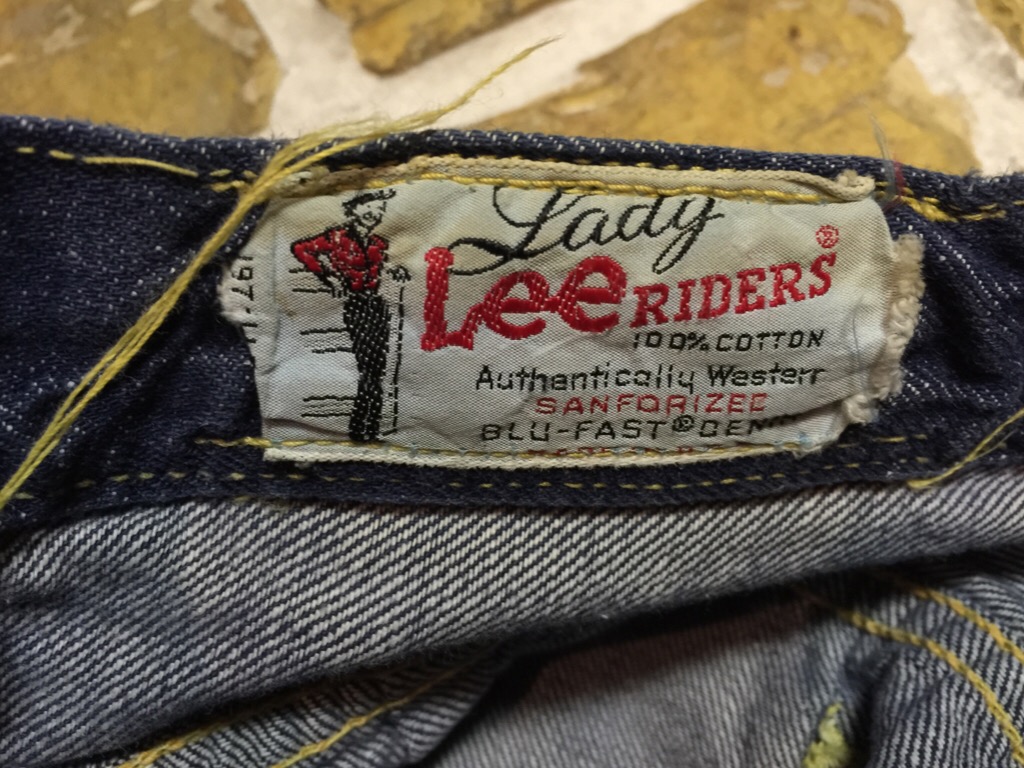 Lady
Lee RIDERS ®
100% COTTON
Authentically Western
SANFORIZED
BLU-FAST® DENIM